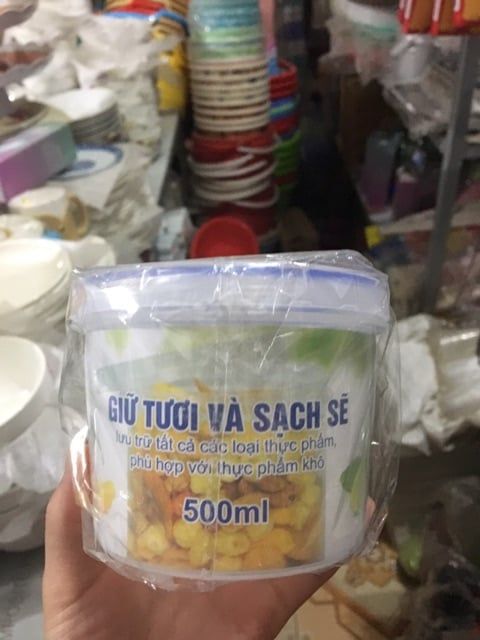 GIỮ TƯƠI VÀ SẠCH SẼ
lưu trữ tất cả các loại thực phẩm,
phù hợp với thực phẩm khô
500ml